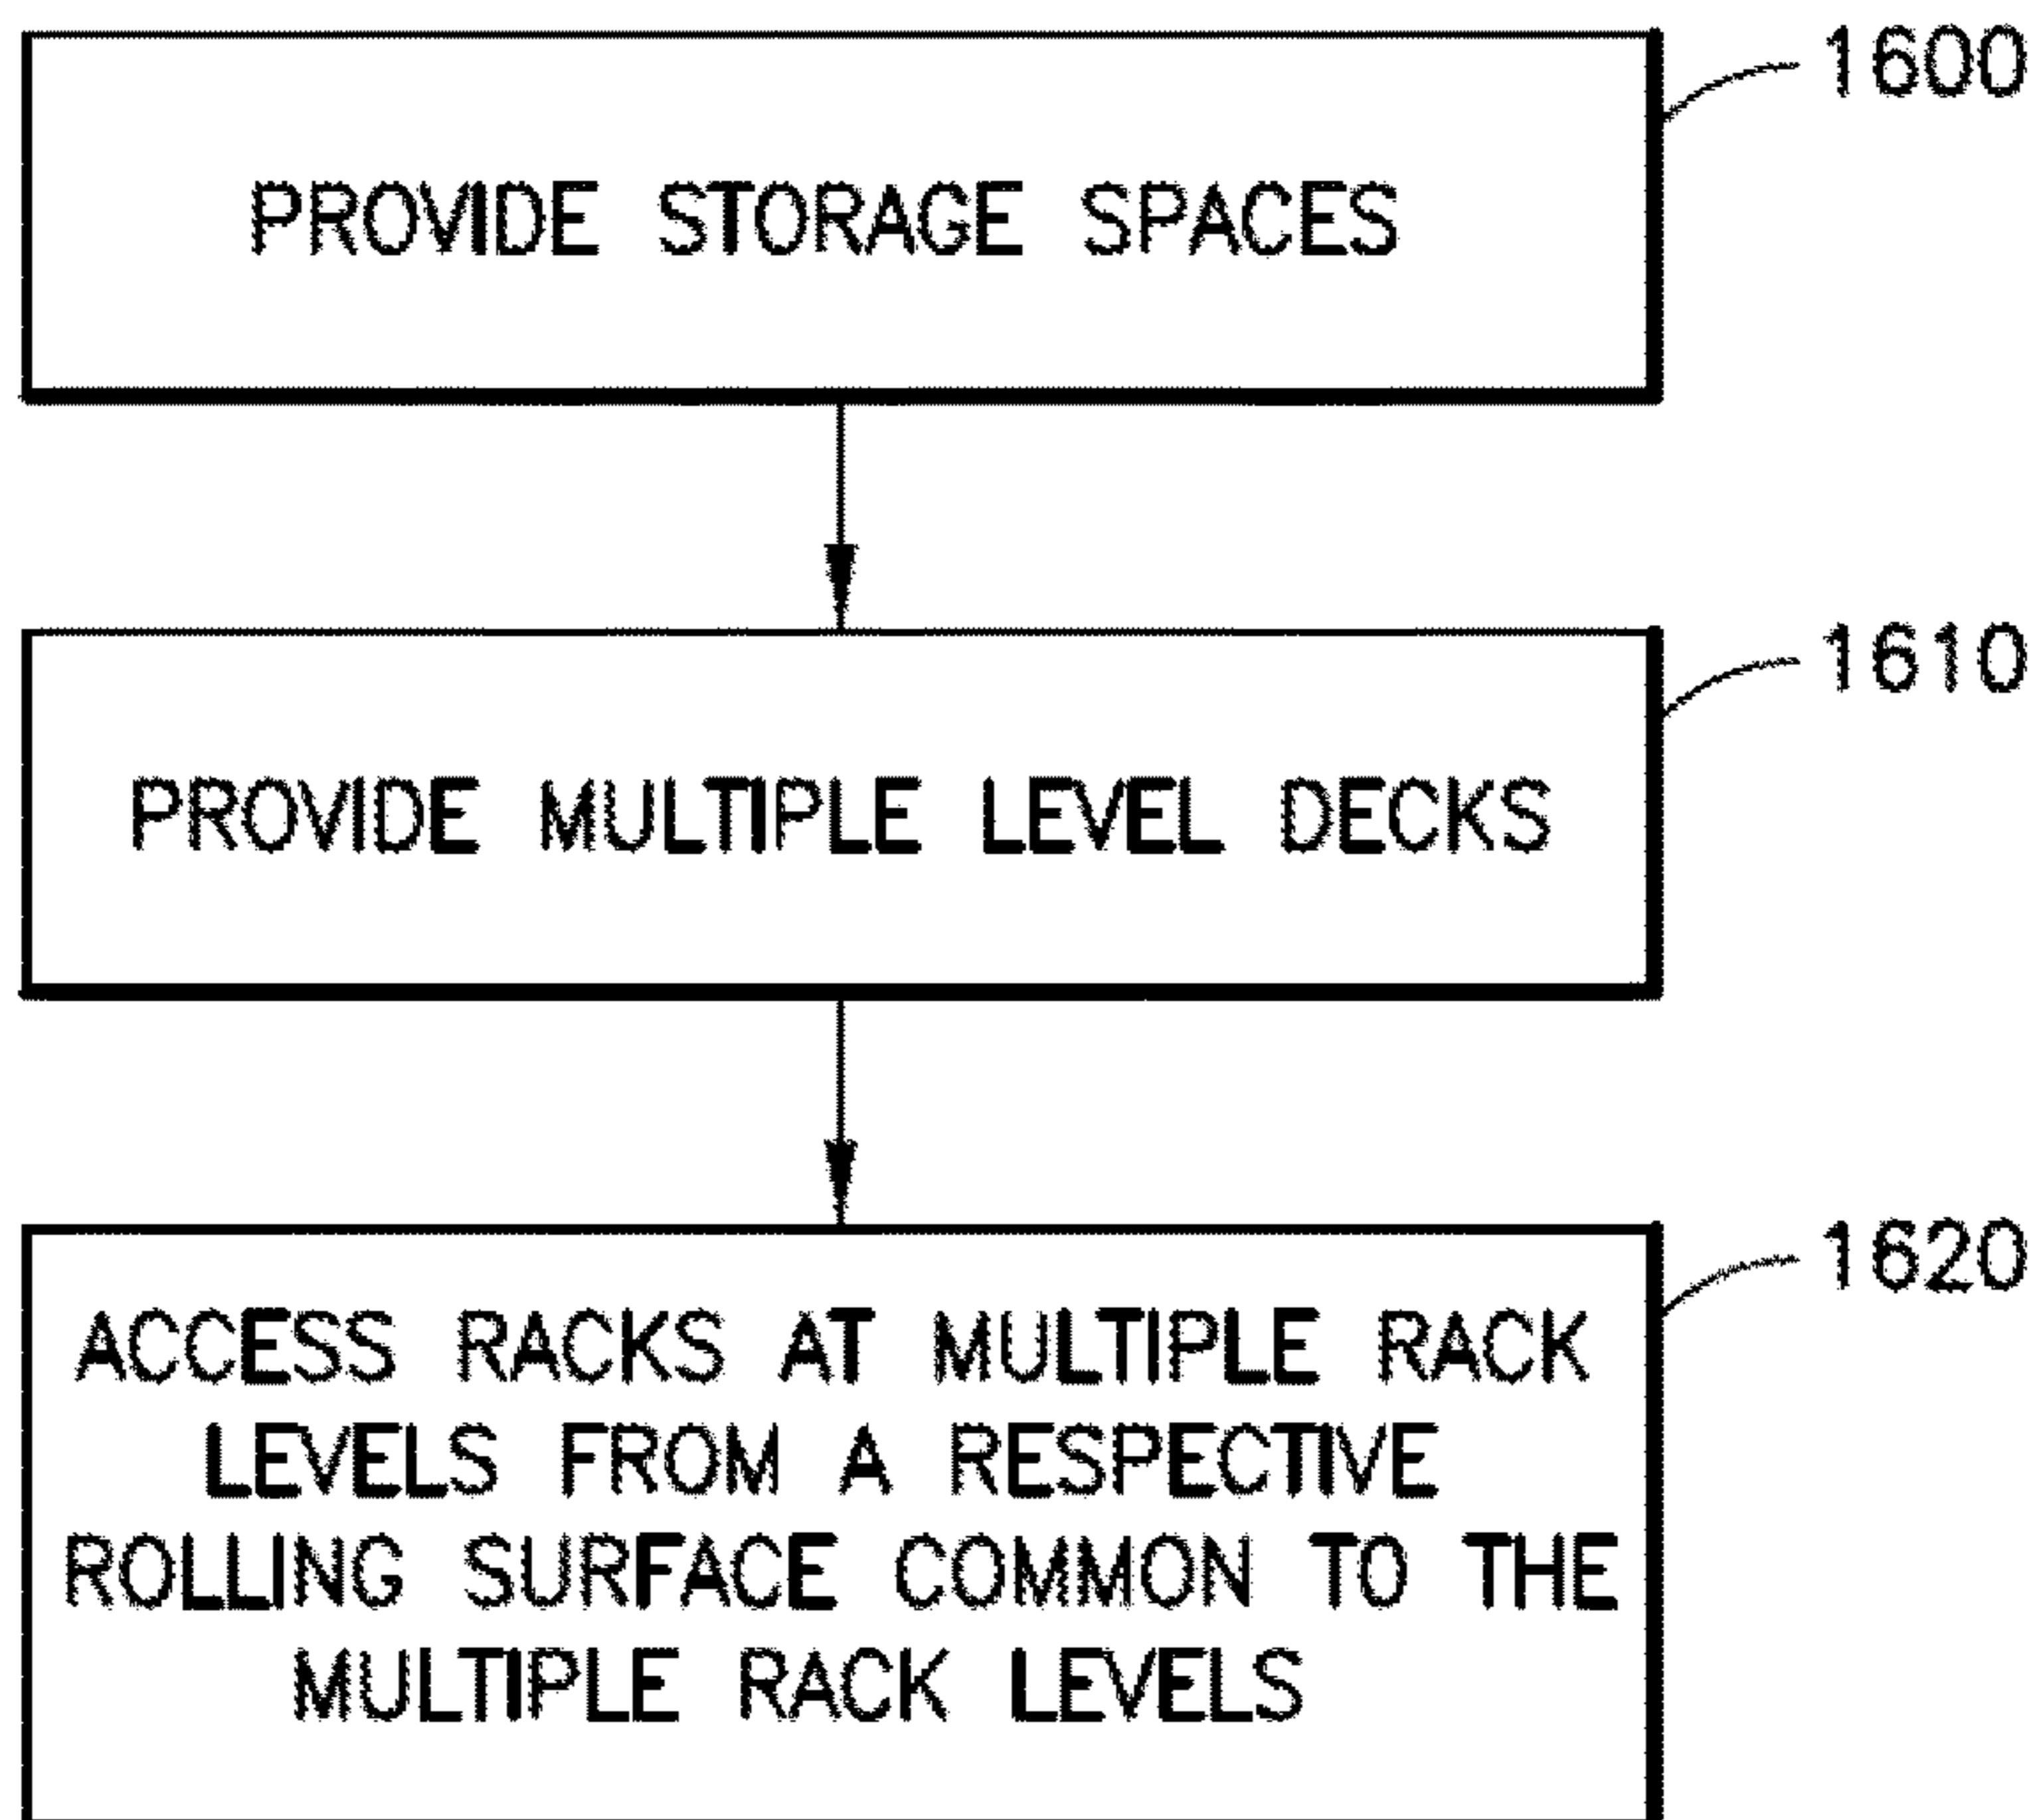 1600
PROVIDE STORAGE SPACES
1610
PROVIDE MULTIPLE LEVEL DECKS
1620
ACCESS RACKS AT MULTIPLE RACK
LEVELS FROM A RESPECTIVE
ROLLING SURFACE COMMON TO THE
MULTIPLE RACK LEVELS